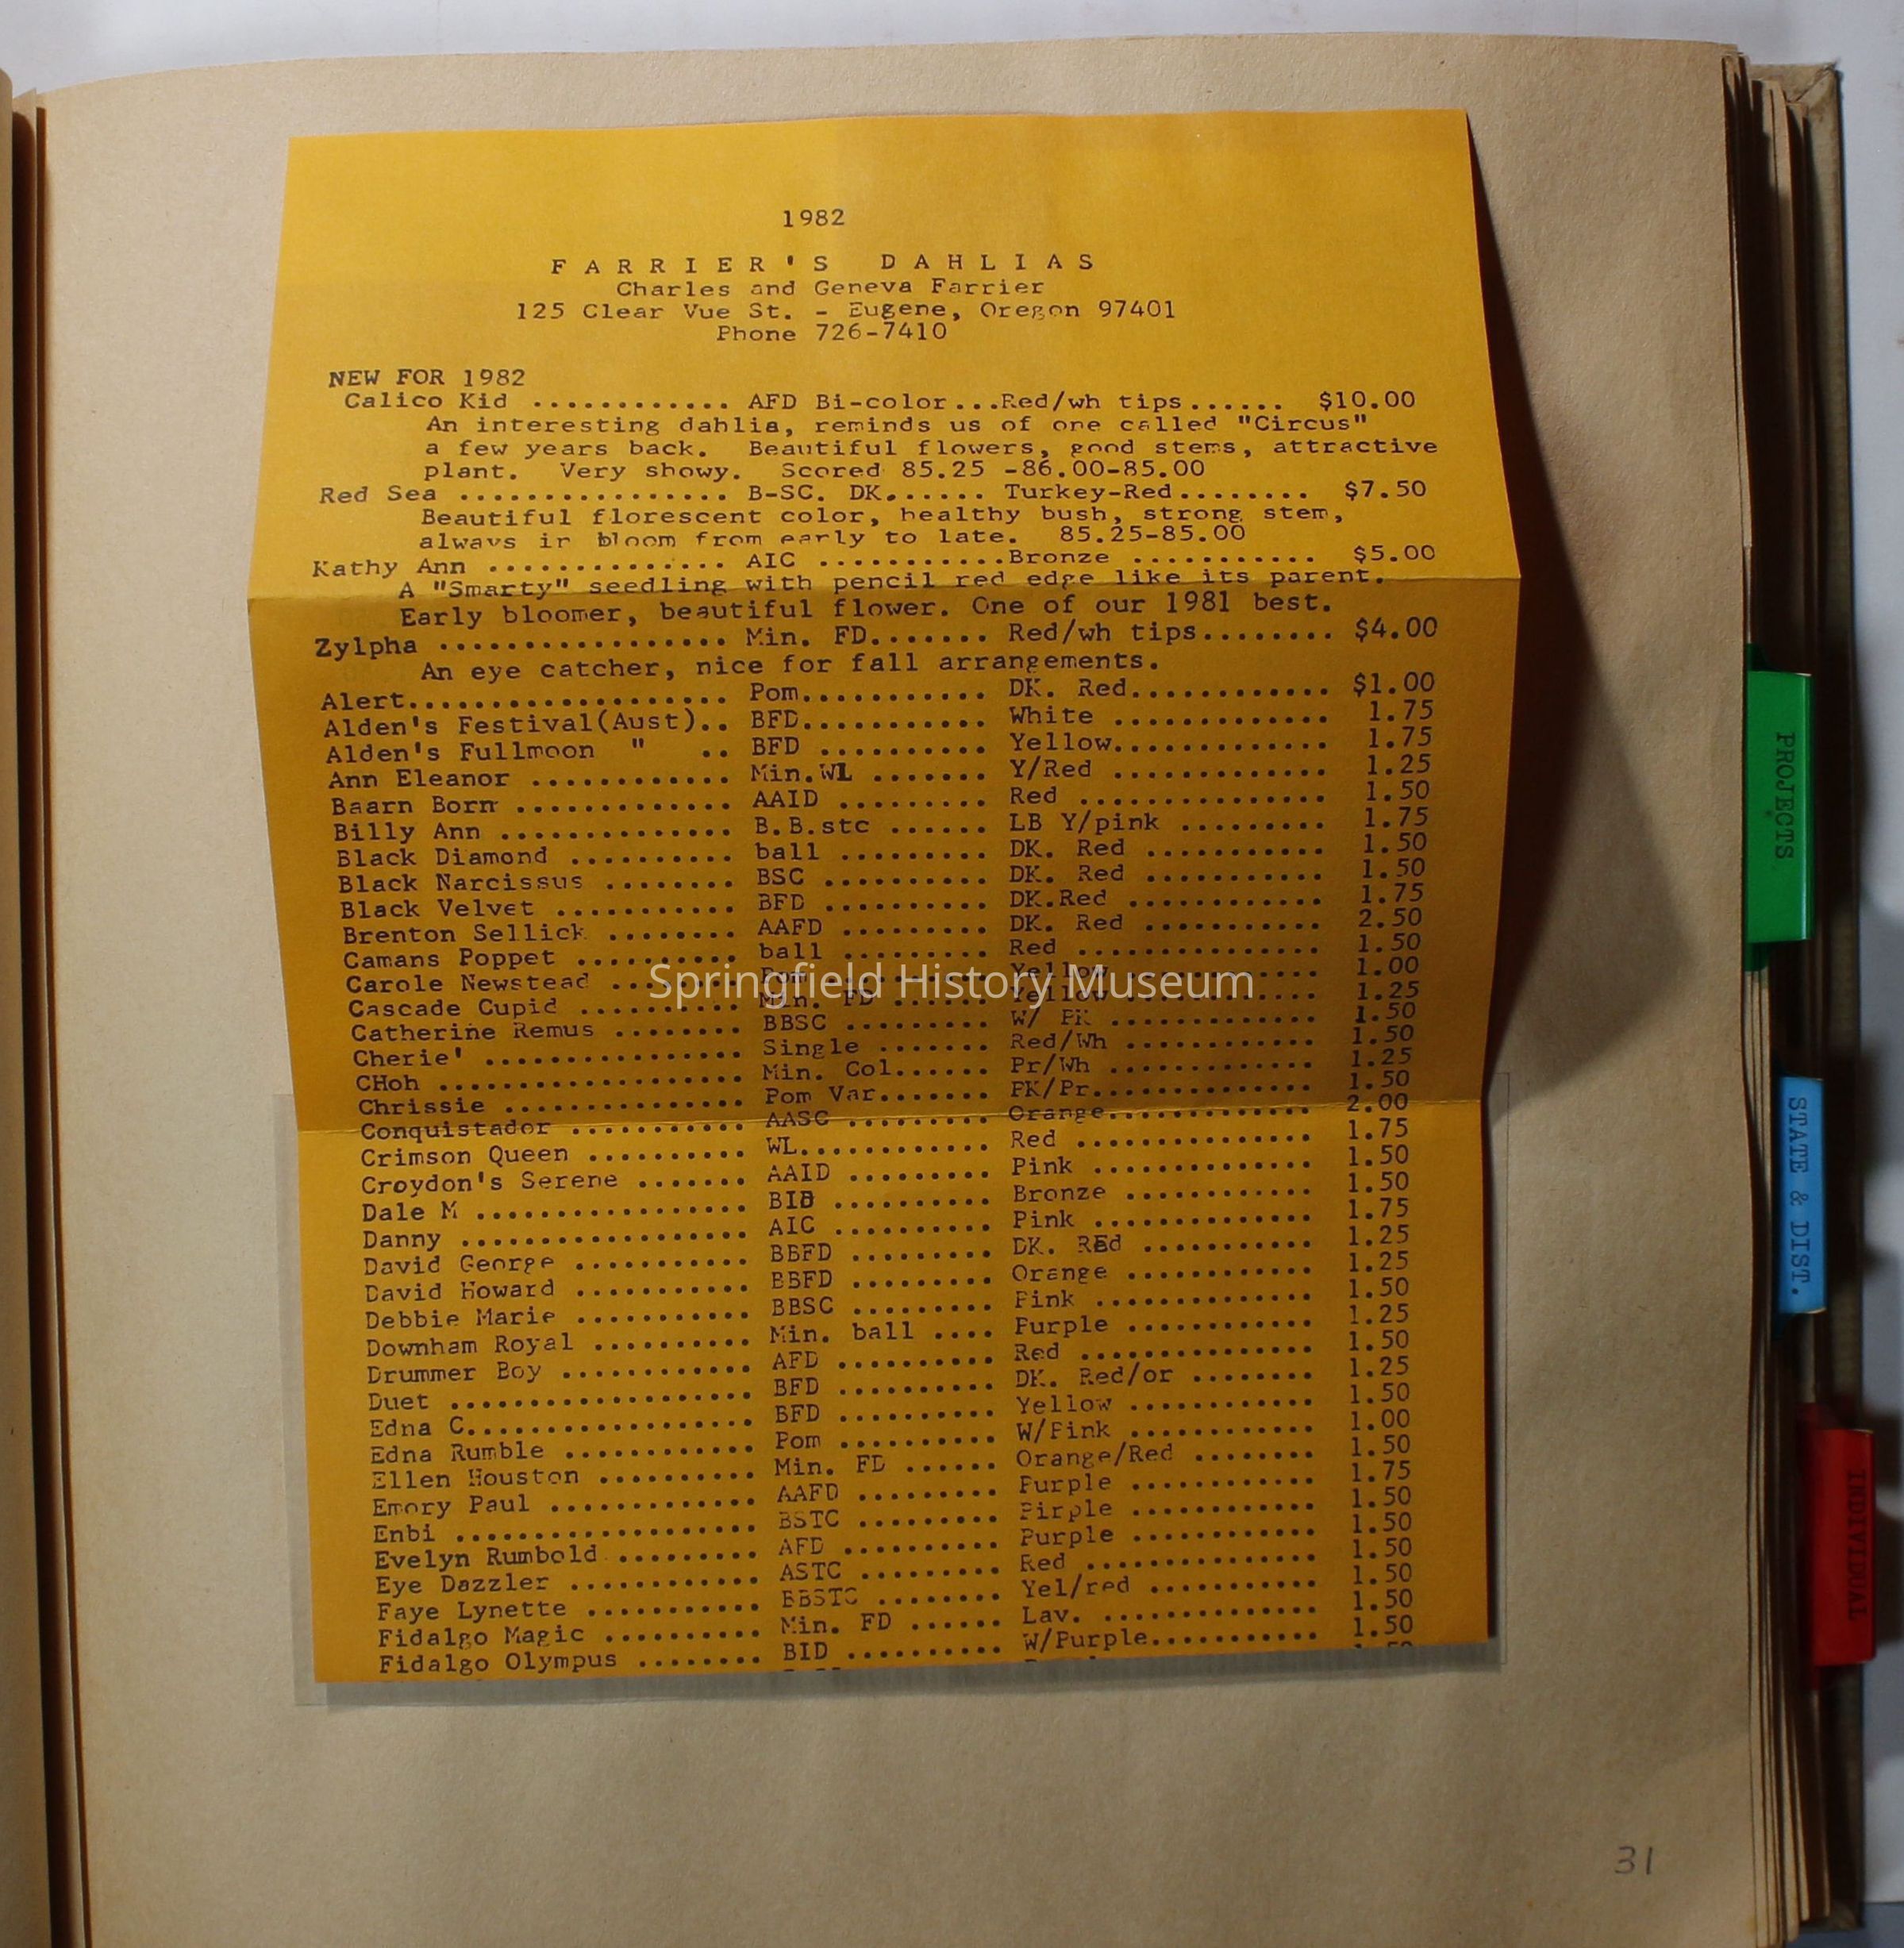 1982
FARRIER'S DAHLIAS
Charles and Geneva Farrier
125 Clear Vue St. - Eugene, Oregon 97401
Phone 726-7410
NEW FOR 1982
Calico Kid ............ AFD Bi-color...Red/wh tips...... $10.00
An interesting dahlia, reminds us of one called "Circus"
a few years back. Beautiful flowers, good stems, attractive
plant. Very showy. Scored 85.25 -86.00-85.00
Red Sea ................. B-SC. DK....... Turkey-Red........ $7.50
Beautiful florescent color, healthy bush, strong stem,
always in bloom from early to late. 85.25-85.00
Kathy Ann ............... AIC ............Bronze ............ $5.00
A "Smarty" seedling with pencil red edge like its parent.
Early bloomer, beautiful flower. One of our 1981 best.
Zylpha .................. Min. FD....... Red/wh tips........ $4.00
An eye catcher, nice for fall arrangements.
Alert.................... Pom........... DK. Red............ $1.00
Alden's Festival(Aust).. BFD........... White ............. 1.75
Alden's Fullmoon " .. BFD .......... Yellow............. 1.75
Ann Eleanor ............ Min.WL ....... Y/Red ............. 1.25
Baarn Born ............. AAID ......... Red ............... 1.50
Billy Ann .............. B.B.stc ...... LB Y/pink ......... 1.75
Black Diamond .......... ball ......... DK. Red ........... 1.50
Black Narcissus ........ BSC .......... DK. Red ........... 1.50
Black Velvet ........... BFD .......... DK.Red ............ 1.75
Brenton Sellick ........ AAFD ......... DK. Red ........... 2.50
Camans Poppet .......... ball ......... Red ............... 1.50
Carole Newstead ........ Pom .......... Yellow ............ 1.00
Cascade Cupid .......... Min. FD ...... Yellow ............ 1.25
Catherine Remus ........ BBSC ......... W/ PK ............. 1.50
Cherie' ................ Single ....... Red/Wh ............ 1.50
CHoh ................... Min. Col...... Pr/Wh ............. 1.25
Chrissie ............... Pom Var....... PK/Pr.............. 1.50
Conquistador ........... AASC ......... Orange............. 2.00
Crimson Queen .......... WL............ Red ............... 1.75
Croydon's Serene ....... AAID ......... Pink .............. 1.50
Dale M ................. BID .......... Bronze ............ 1.50
Danny .................. AIC .......... Pink .............. 1.75
David George ........... BBFD ......... DK. REd ........... 1.25
David Howard ........... BBFD ......... Orange ............ 1.25
Debbie Marie ........... BBSC ......... Pink .............. 1.50
Downham Royal .......... Min. ball .... Purple ............ 1.25
Drummer Boy ............ AFD .......... Red ............... 1.50
Duet ................... BFD .......... DK. Red/or ........ 1.25
Edna C.................. BFD .......... Yellow ............ 1.50
Edna Rumble ............ Pom .......... W/Pink ............ 1.00
Ellen Houston .......... Min. FD ...... Orange/Red ........ 1.50
Emory Paul ............. AAFD ......... Purple ............ 1.75
Enbi ................... BSTC ......... Pirple ............ 1.50
Evelyn Rumbold ......... AFD .......... Purple ............ 1.50
Eye Dazzler ............ ASTC ......... Red ............... 1.50
Faye Lynette ........... BBSTC ........ Yel/red ........... 1.50
Fidalgo Magic .......... Min. FD ...... Lav. .............. 1.50
Fidalgo Olympus ........ BID .......... W/Purple........... 1.50
Springfield History Museum
PROJECTS
STATE & DIST.
INDIVIDUAL
31